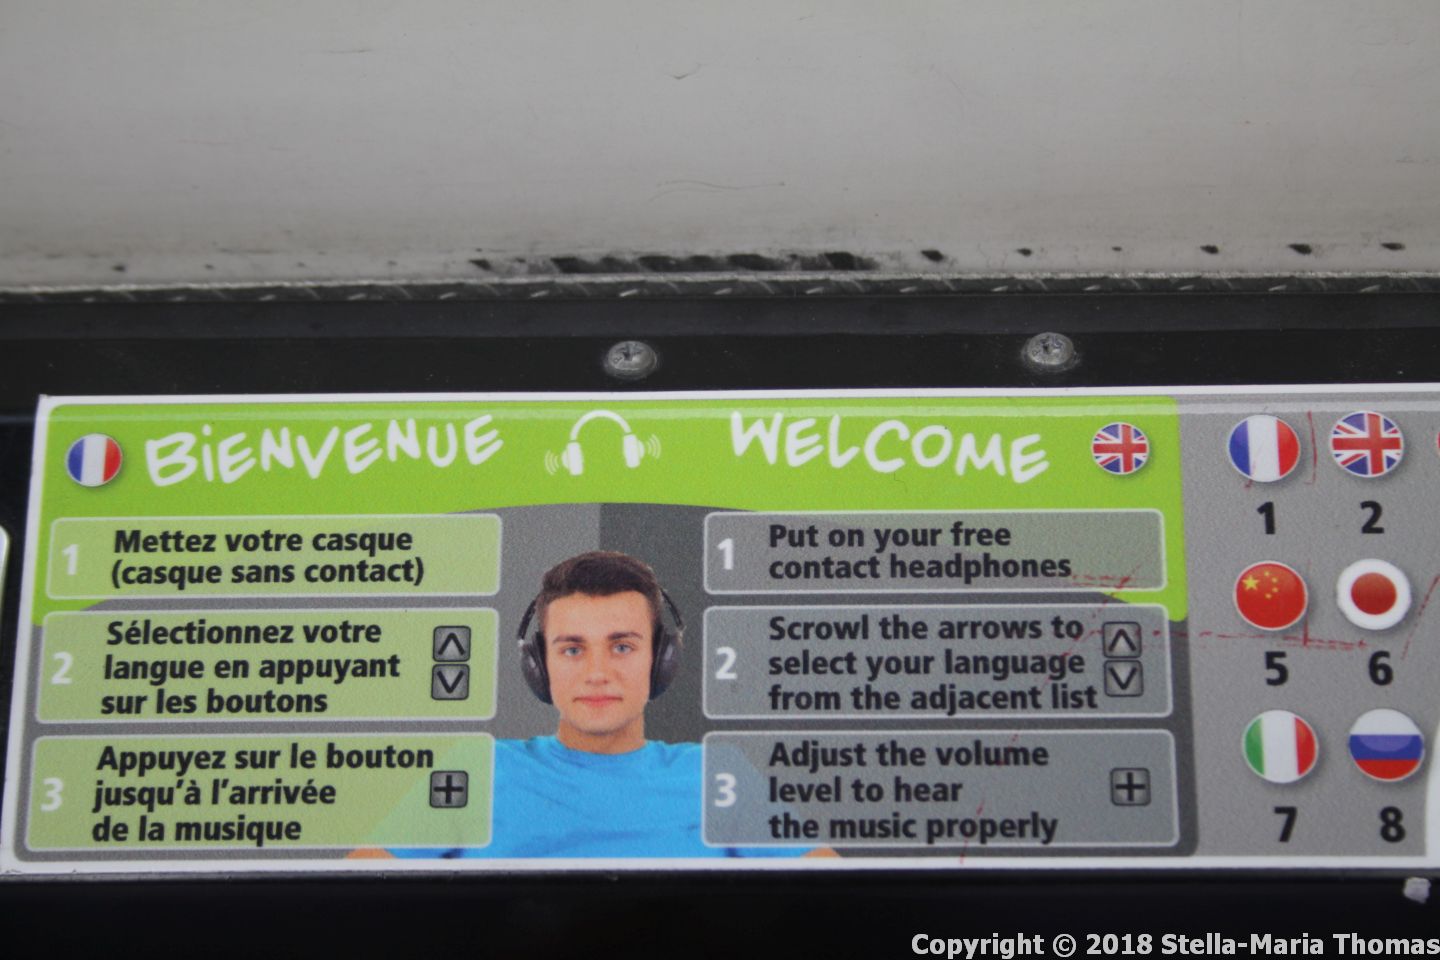 BIENVENUE
1
Mettez votre casque
(casque sans contact)
2
Sélectionnez votre
langue en appuyant
sur les boutons
3
Appuyez sur le bouton
jusqu'à l'arrivée
de la musique
+
WELCOME
1
Put on your free
contact headphones
2
Scrowl the arrows to
select your language
from the adjacent list
3
Adjust the volume
level to hear
the music properly
+
1 2
5 6
7 8
Copyright © 2018 Stella-Maria Thomas